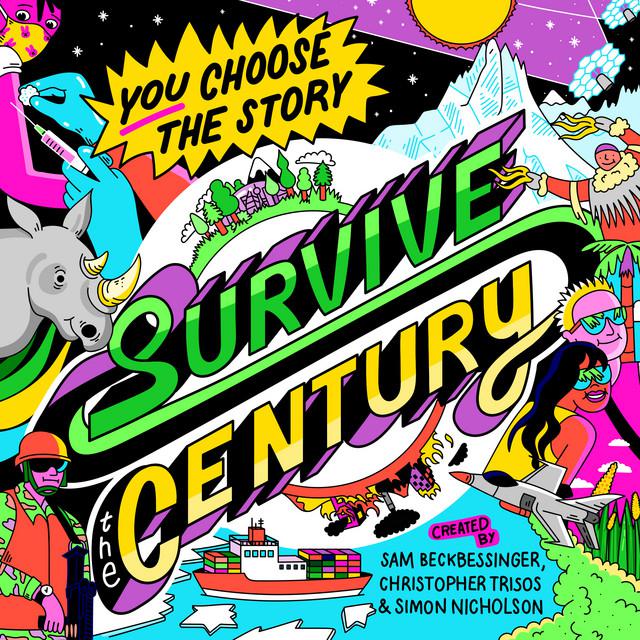 YOU CHOOSE
THE STORY
SURVIVE
the CENTURY
CREATED
BY
SAM BECKBESSINGER,
CHRISTOPHER TRISOS
& SIMON NICHOLSON